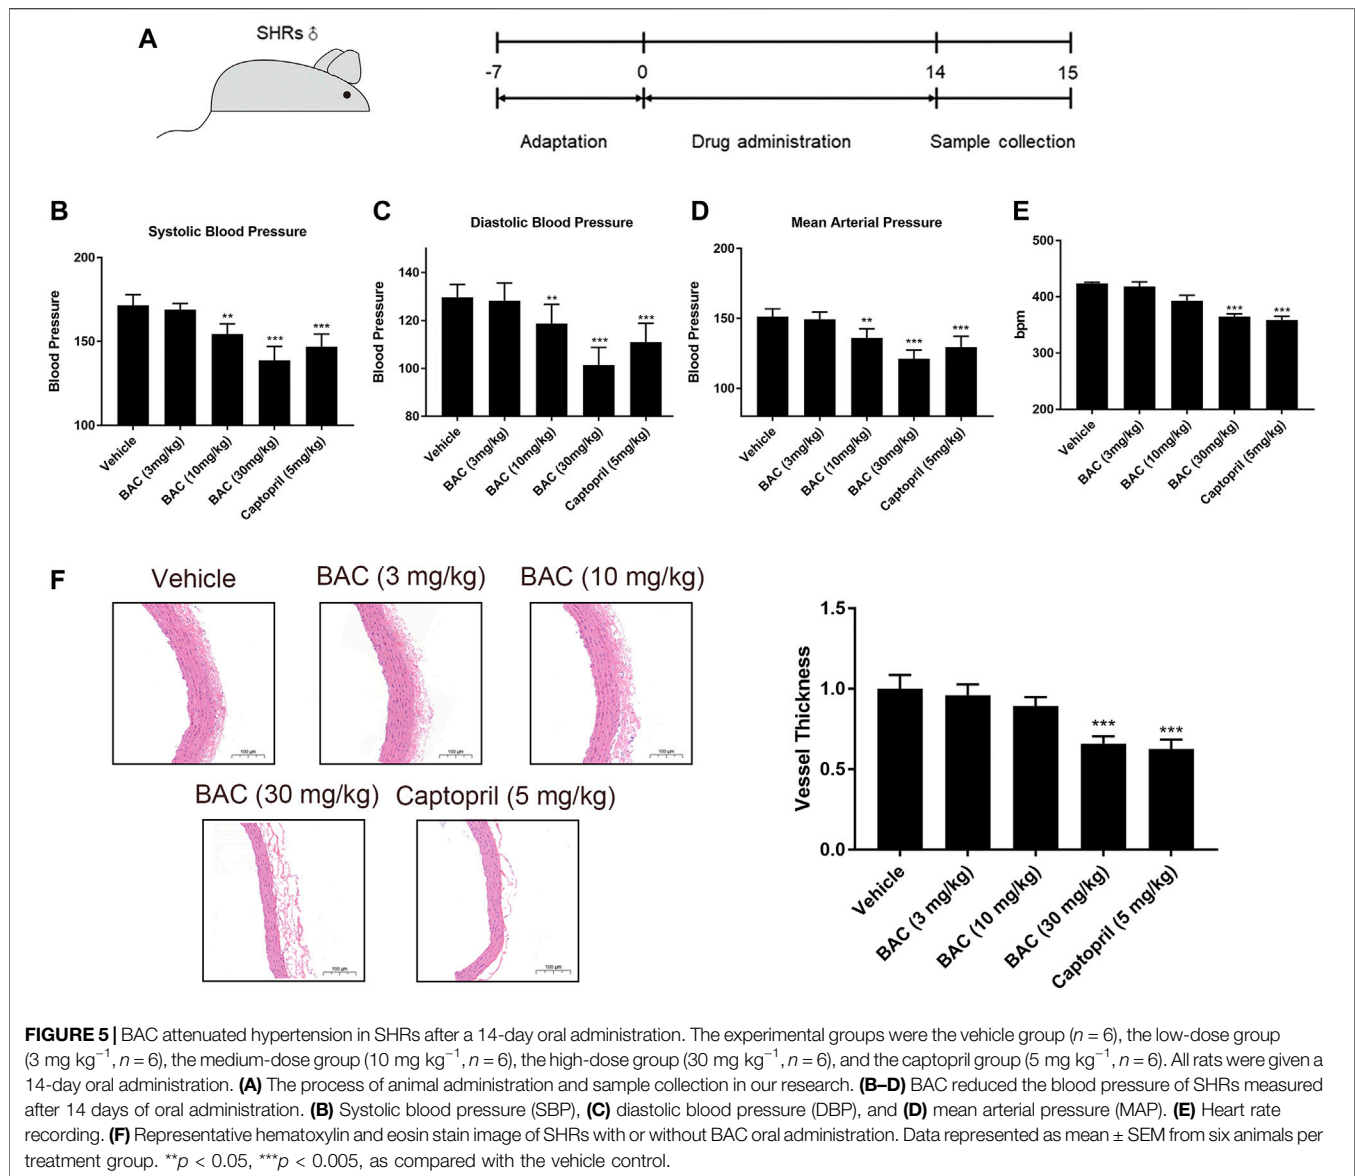 A
SHRs ♂
-7 0 14 15
Adaptation Drug administration Sample collection
B
Systolic Blood Pressure
Blood Pressure
200
150
100
**
***
***
Vehicle
BAC (3mg/kg)
BAC (10mg/kg)
BAC (30mg/kg)
Captopril (5mg/kg)
C
Diastolic Blood Pressure
Blood Pressure
140
120
100
80
**
***
***
Vehicle
BAC (3mg/kg)
BAC (10mg/kg)
BAC (30mg/kg)
Captopril (5mg/kg)
D
Mean Arterial Pressure
Blood Pressure
200
150
100
**
***
***
Vehicle
BAC (3mg/kg)
BAC (10mg/kg)
BAC (30mg/kg)
Captopril (5mg/kg)
E
bpm
500
400
300
200
***
***
Vehicle
BAC (3mg/kg)
BAC (10mg/kg)
BAC (30mg/kg)
Captopril (5mg/kg)
F
Vehicle
BAC (3 mg/kg)
BAC (10 mg/kg)
100 μm
100 μm
100 μm
BAC (30 mg/kg)
Captopril (5 mg/kg)
100 μm
100 μm
Vessel Thickness
1.5
1.0
0.5
0.0
***
***
Vehicle
BAC (3 mg/kg)
BAC (10 mg/kg)
BAC (30 mg/kg)
Captopril (5 mg/kg)
FIGURE 5 | BAC attenuated hypertension in SHRs after a 14-day oral administration. The experimental groups were the vehicle group (n = 6), the low-dose group
(3 mg kg⁻¹, n = 6), the medium-dose group (10 mg kg⁻¹, n = 6), the high-dose group (30 mg kg⁻¹, n = 6), and the captopril group (5 mg kg⁻¹, n = 6). All rats were given a
14-day oral administration. (A) The process of animal administration and sample collection in our research. (B–D) BAC reduced the blood pressure of SHRs measured
after 14 days of oral administration. (B) Systolic blood pressure (SBP), (C) diastolic blood pressure (DBP), and (D) mean arterial pressure (MAP). (E) Heart rate
recording. (F) Representative hematoxylin and eosin stain image of SHRs with or without BAC oral administration. Data represented as mean ± SEM from six animals per
treatment group. **p < 0.05, ***p < 0.005, as compared with the vehicle control.